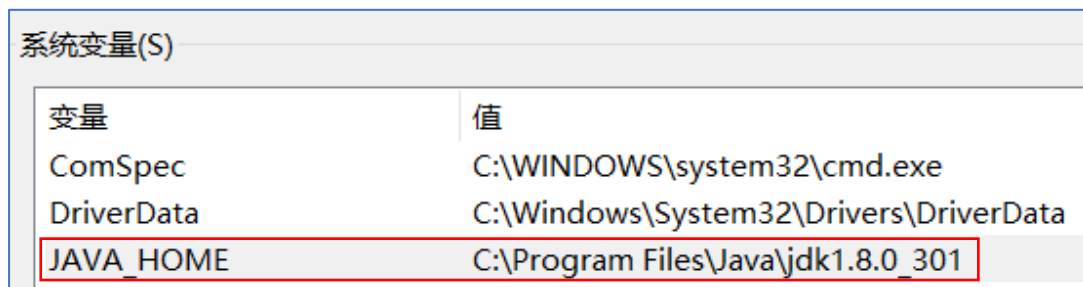 系统变量(S)
变量 值
ComSpec C:\WINDOWS\system32\cmd.exe
DriverData C:\Windows\System32\Drivers\DriverData
JAVA_HOME C:\Program Files\Java\jdk1.8.0_301